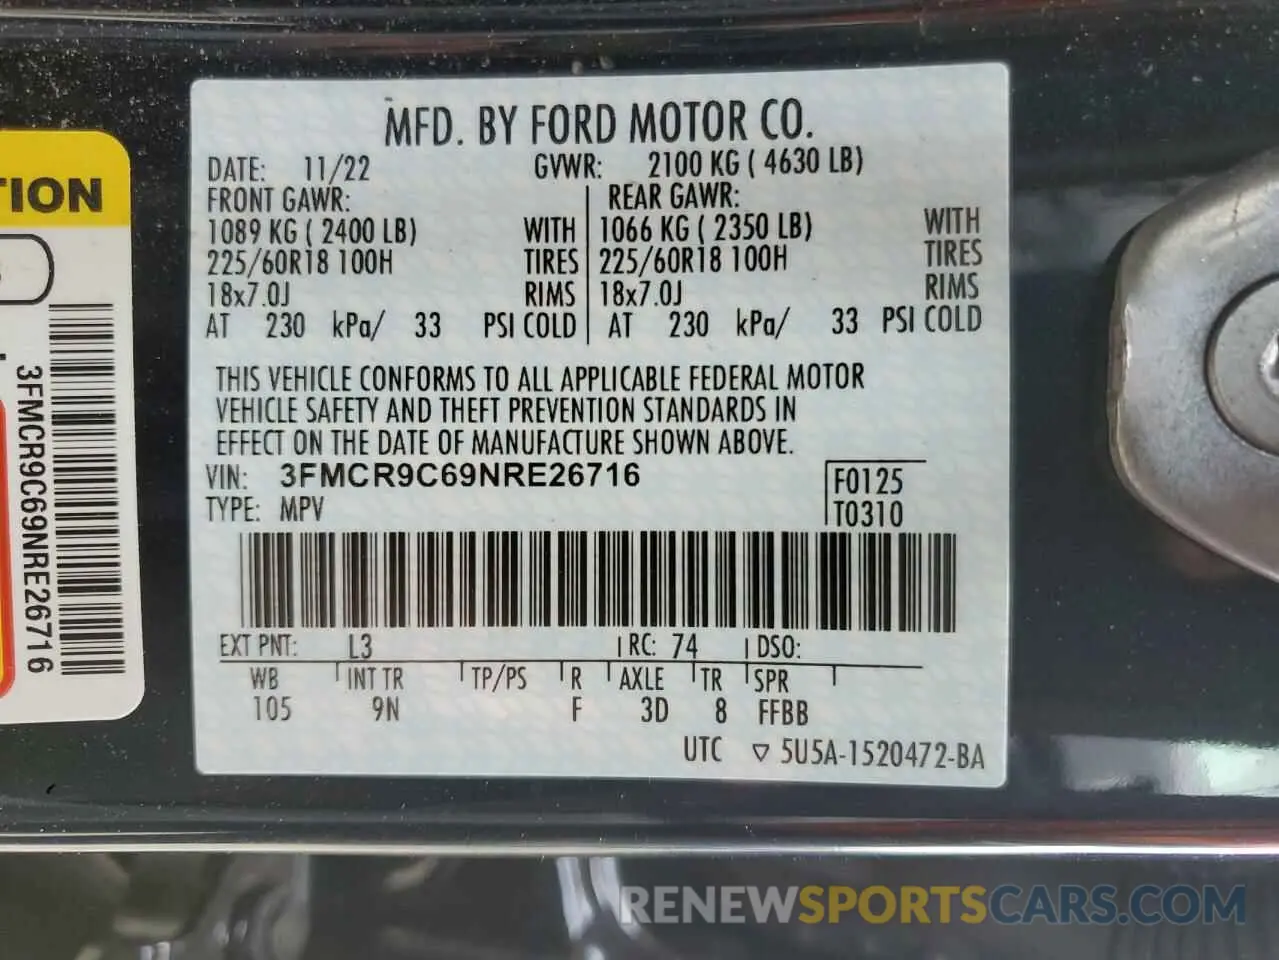 MFD. BY FORD MOTOR CO.
DATE: 11/22 GVWR: 2100 KG ( 4630 LB)
FRONT GAWR: REAR GAWR:
1089 KG ( 2400 LB) WITH 1066 KG ( 2350 LB) WITH
225/60R18 100H TIRES 225/60R18 100H TIRES
18x7.0J RIMS 18x7.0J RIMS
AT 230 kPa/ 33 PSI COLD AT 230 kPa/ 33 PSI COLD
THIS VEHICLE CONFORMS TO ALL APPLICABLE FEDERAL MOTOR
VEHICLE SAFETY AND THEFT PREVENTION STANDARDS IN
EFFECT ON THE DATE OF MANUFACTURE SHOWN ABOVE.
VIN: 3FMCR9C69NRE26716 F0125
TYPE: MPV T0310
EXT PNT: L3 RC: 74 DSO:
WB INT TR TP/PS R AXLE TR SPR
105 9N F 3D 8 FFBB
UTC ▽ 5U5A-1520472-BA
3FMCR9C69NRE26716
RENEWSPORTSCARS.COM